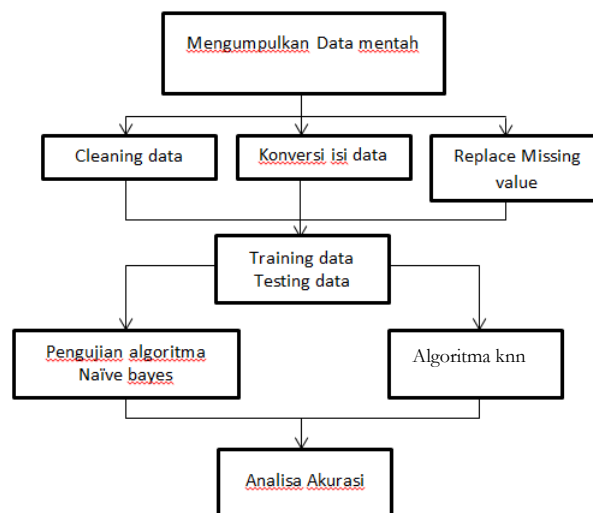 Mengumpulkan Data mentah
Cleaning data
Konversi isi data
Replace Missing
value
Training data
Testing data
Pengujian algoritma
Naïve bayes
Algoritma knn
Analisa Akurasi